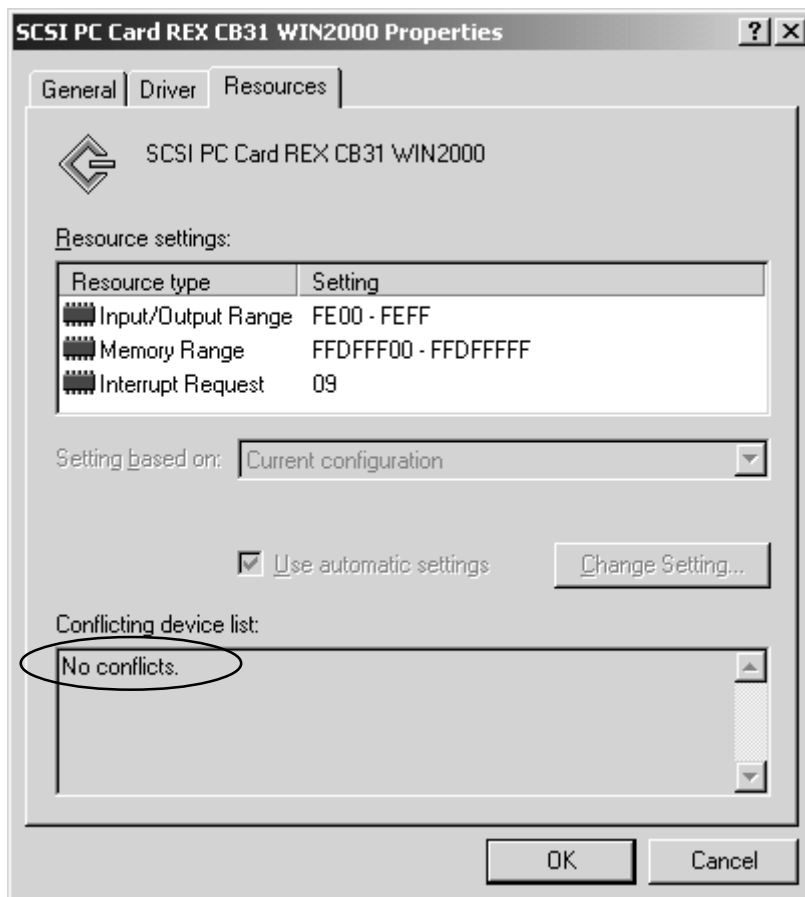 SCSI PC Card REX CB31 WIN2000 Properties
General Driver Resources
SCSI PC Card REX CB31 WIN2000
Resource settings:
Resource type Setting
Input/Output Range FE00 - FEFF
Memory Range FFDFFF00 - FFDFFFFF
Interrupt Request 09
Setting based on: Current configuration
Use automatic settings Change Setting...
Conflicting device list:
No conflicts.
OK Cancel